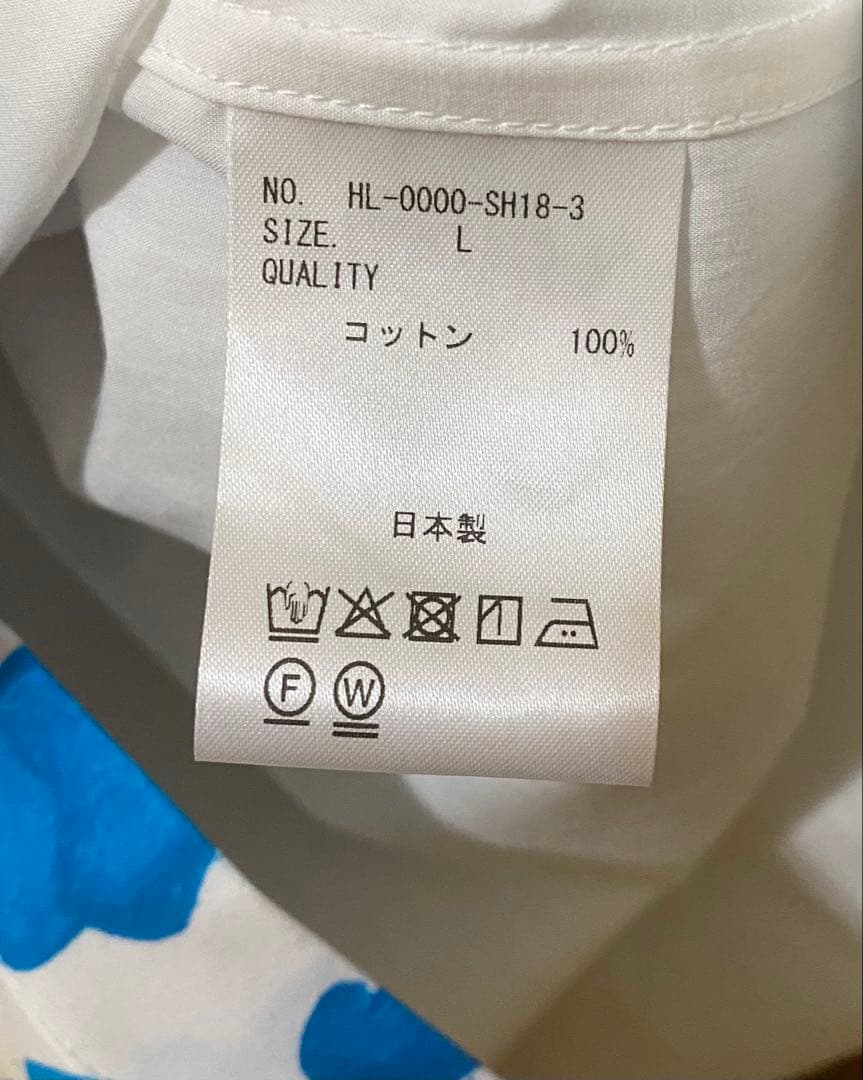 NO. HL-0000-SH18-3
SIZE. L
QUALITY
コットン 100%
日本製
F W